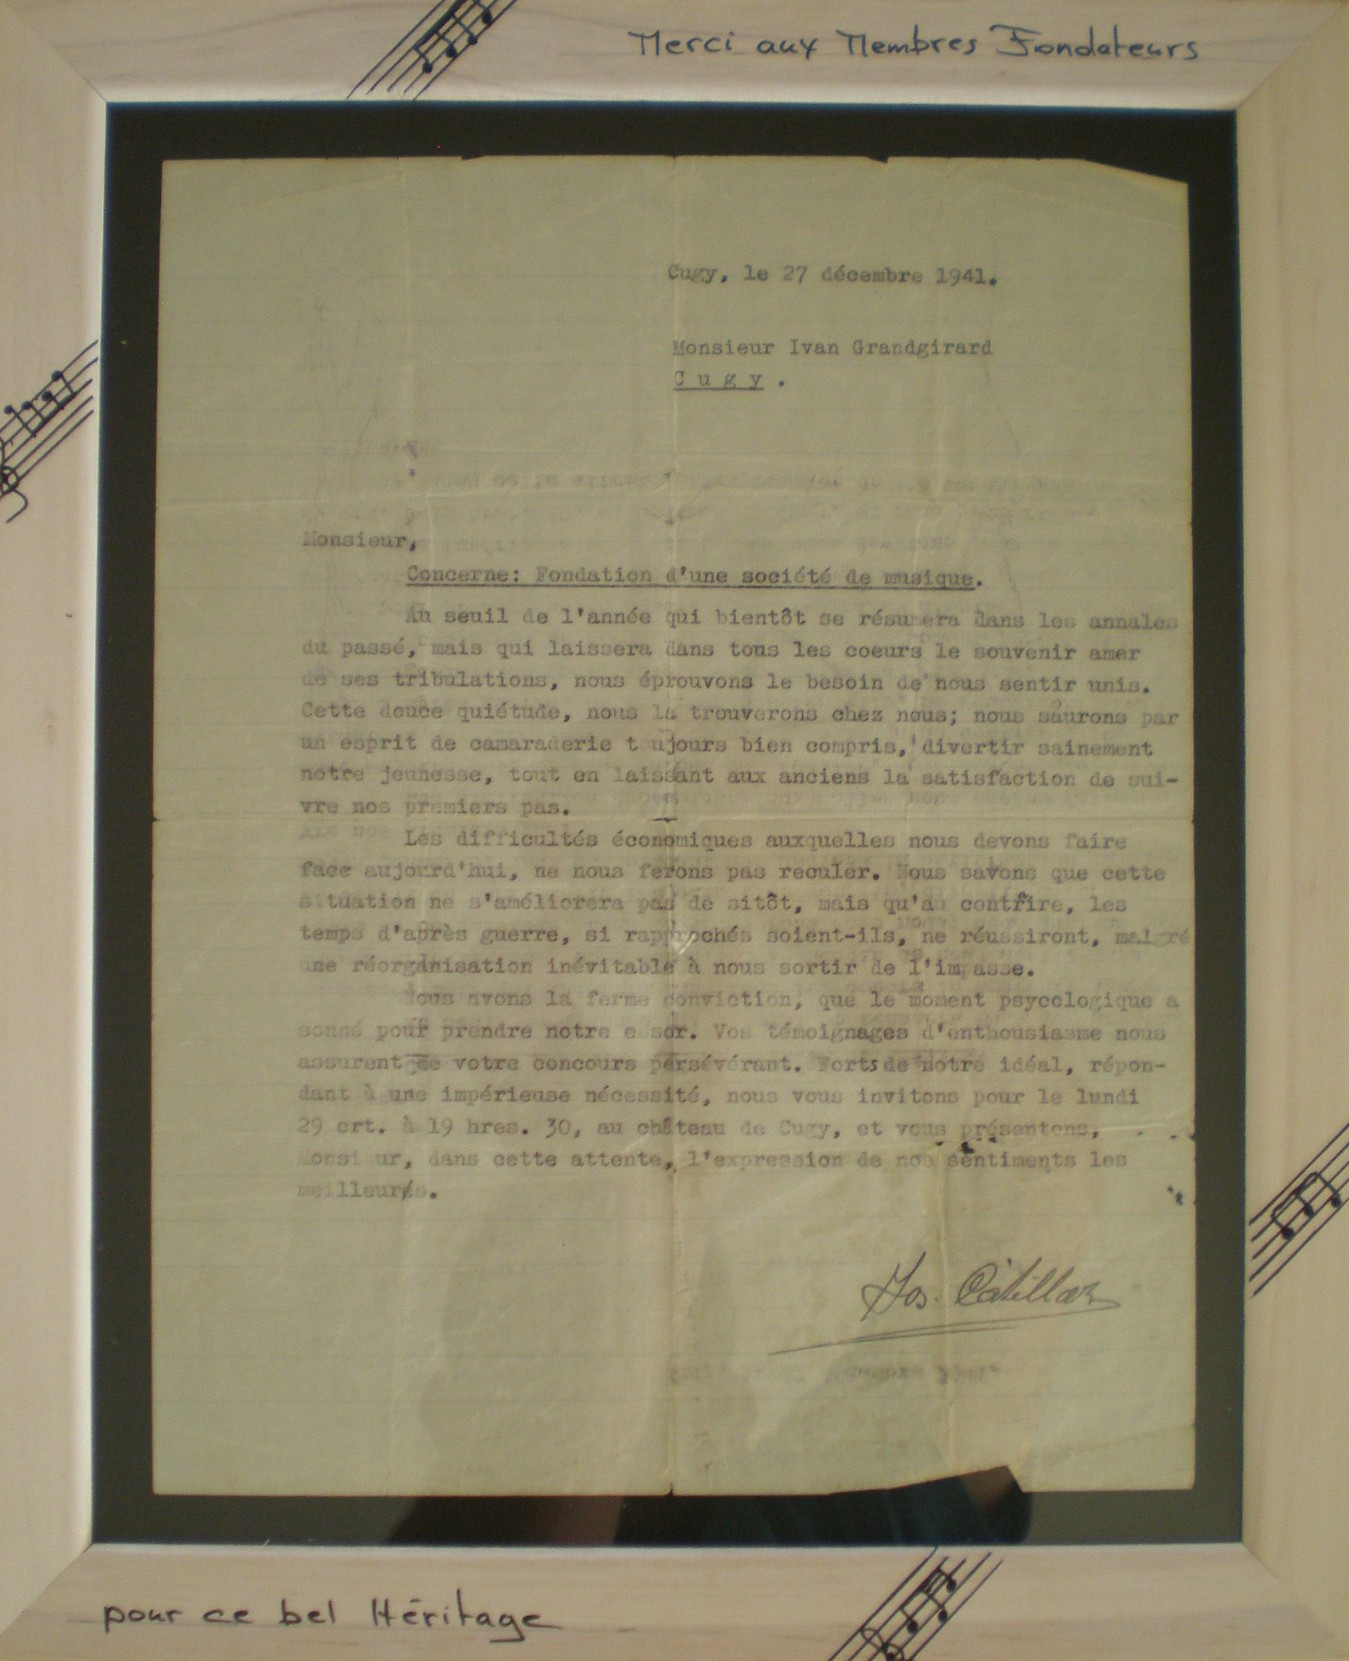 Merci aux Membres Fondateurs
Cugy, le 27 décembre 1941.
Monsieur Ivan Grandgirard
C u g y .
Monsieur,
Concerne: Fondation d'une société de musique.
Au seuil de l'année qui bientôt se résumera dans les annales
du passé, mais qui laissera dans tous les coeurs le souvenir amer
de ses tribulations, nous éprouvons le besoin de nous sentir unis.
Cette douce quiétude, nous la trouverons chez nous; nous saurons par
un esprit de camaraderie toujours bien compris, divertir sainement
notre jeunesse, tout en laissant aux anciens la satisfaction de sui-
vre nos premiers pas.
Les difficultés économiques auxquelles nous devons faire
face aujourd'hui, ne nous ferons pas reculer. Nous savons que cette
situation ne s'améliorera pas de sitôt, mais qu'au les
temps d'après guerre, si rapprochés soient-ils, ne réussiront, malgré
une réorganisation inévitable à nous sortir de l'impasse.
Nous avons la ferme conviction, que le moment psycologique a
sonné pour prendre notre essor. Vos témoignages d'enthousiasme nous
assurent de votre concours persévérant. Forts de notre idéal, répon-
dant à une impérieuse nécessité, nous vous invitons pour le lundi
29 crt. à 19 hres. 30, au château de Cugy, et vous présentons,
Monsieur, dans cette attente, l'expression de nos sentiments les
meilleurs.
Jos.
pour ce bel Héritage